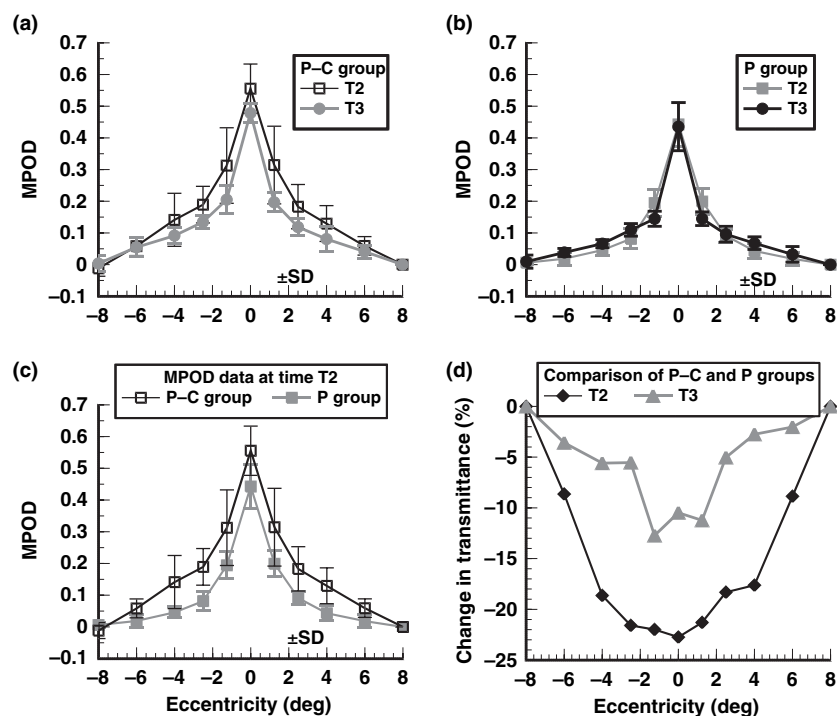 (a)
0.7
0.6
0.5
0.4
0.3
0.2
0.1
0
–0.1
MPOD
P–C group
T2
T3
±SD
–8 –6 –4 –2 0 2 4 6 8
(b)
0.7
0.6
0.5
0.4
0.3
0.2
0.1
0
–0.1
MPOD
P group
T2
T3
±SD
–8 –6 –4 –2 0 2 4 6 8
(c)
MPOD data at time T2
P–C group P group
0.7
0.6
0.5
0.4
0.3
0.2
0.1
0
–0.1
MPOD
±SD
–8 –6 –4 –2 0 2 4 6 8
Eccentricity (deg)
(d)
Comparison of P–C and P groups
T2 T3
0
–5
–10
–15
–20
–25
Change in transmittance (%)
–8 –6 –4 –2 0 2 4 6 8
Eccentricity (deg)